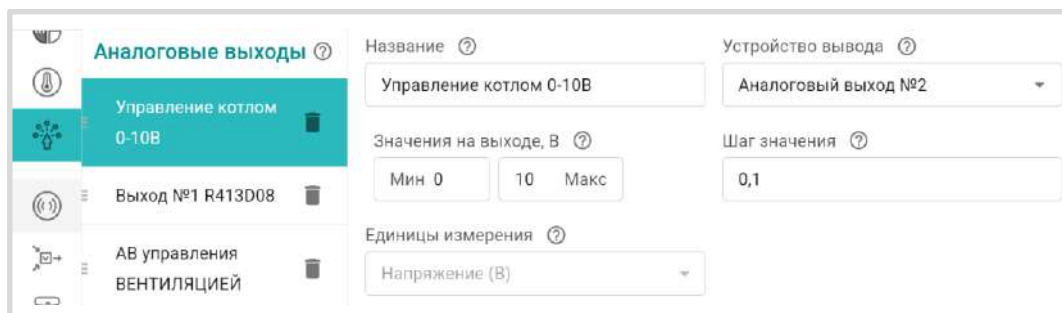 Аналоговые выходы
Управление котлом
0-10В
Выход №1 R413D08
АВ управления
ВЕНТИЛЯЦИЕЙ
Название
Управление котлом 0-10В
Устройство вывода
Аналоговый выход №2
Значения на выходе, В
Мин 0 10 Макс
Шаг значения
0,1
Единицы измерения
Напряжение (В)